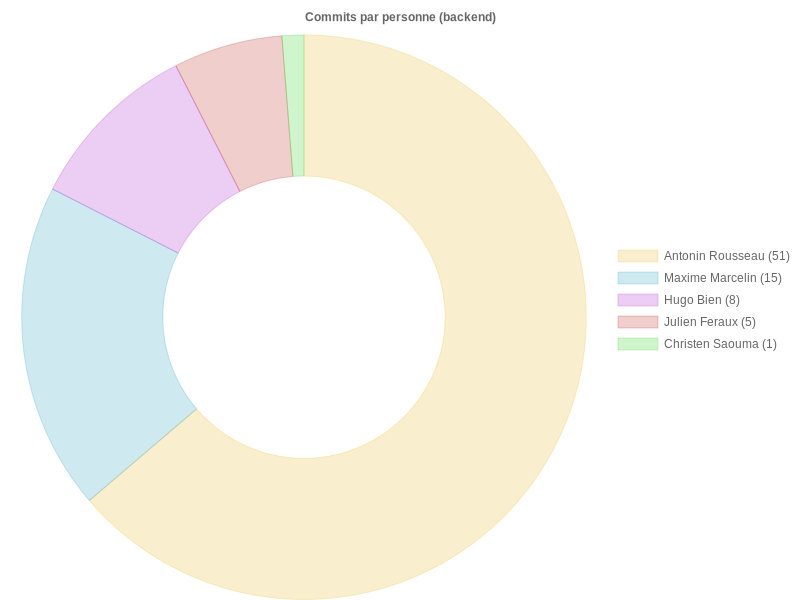 Commits par personne (backend)
Antonin Rousseau (51)
Maxime Marcelin (15)
Hugo Bien (8)
Julien Feraux (5)
Christen Saouma (1)